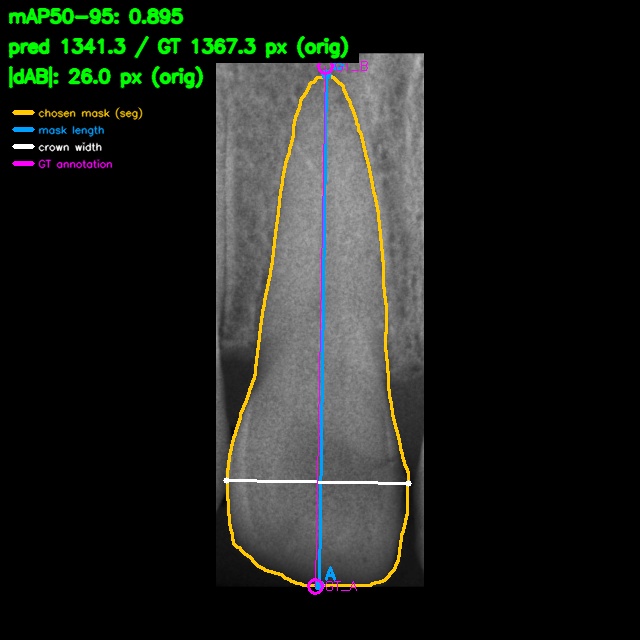 mAP50-95: 0.895
pred 1341.3 / GT 1367.3 px (orig)
|dAB|: 26.0 px (orig)
chosen mask (seg)
mask length
crown width
GT annotation
A
GT_A